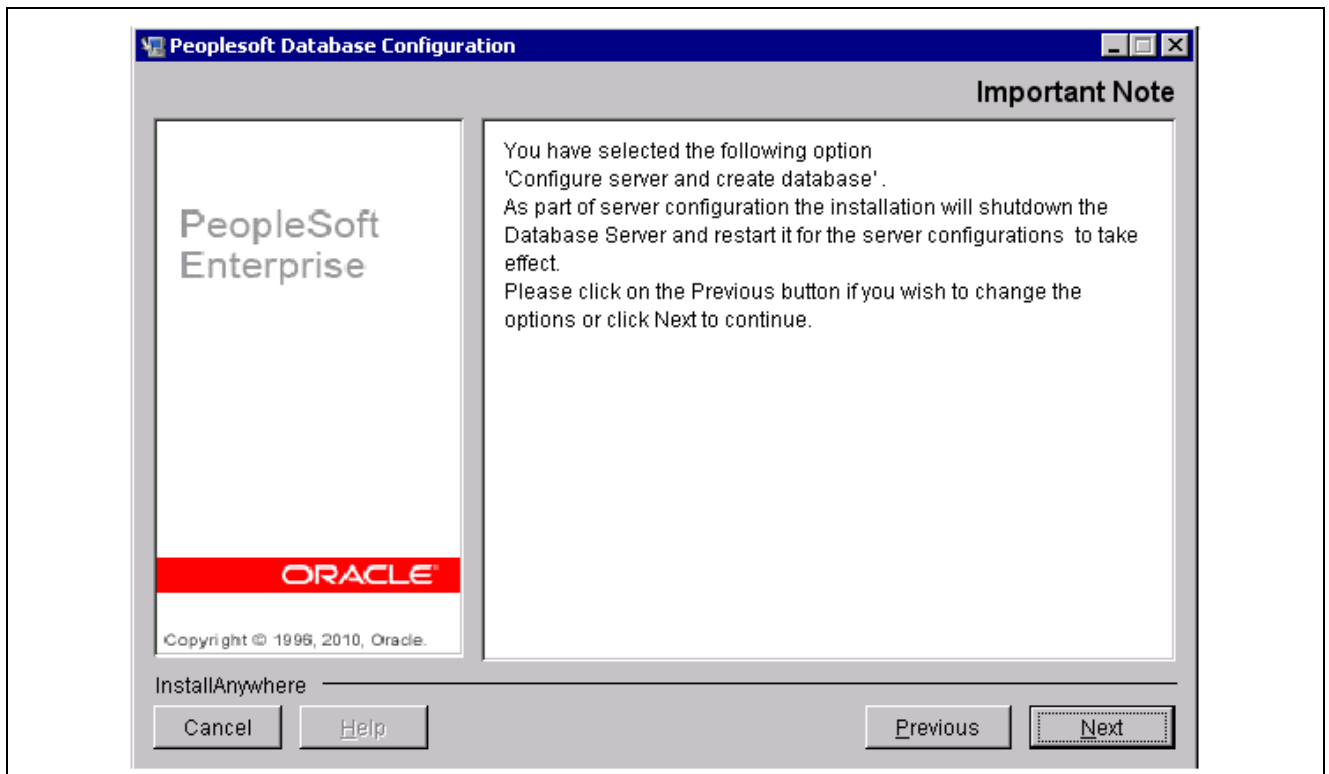 Peoplesoft Database Configuration
Important Note
PeopleSoft
Enterprise
ORACLE
Copyright © 1996, 2010, Oracle.
You have selected the following option
'Configure server and create database' .
As part of server configuration the installation will shutdown the
Database Server and restart it for the server configurations  to take
effect.
Please click on the Previous button if you wish to change the
options or click Next to continue.
InstallAnywhere
Cancel
Help
Previous
Next